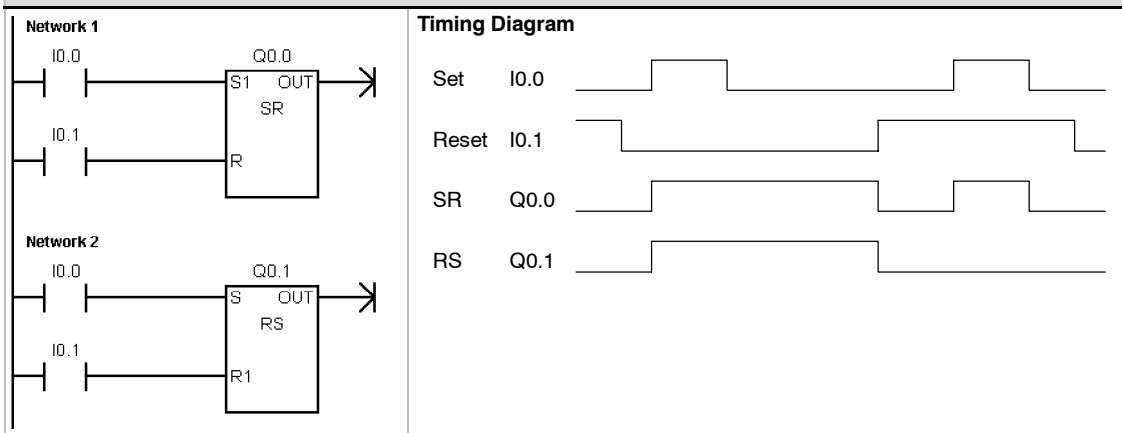 Network 1
I0.0
Q0.0
S1 OUT
SR
I0.1
R
Network 2
I0.0
Q0.1
S OUT
RS
I0.1
R1
Timing Diagram
Set I0.0
Reset I0.1
SR Q0.0
RS Q0.1